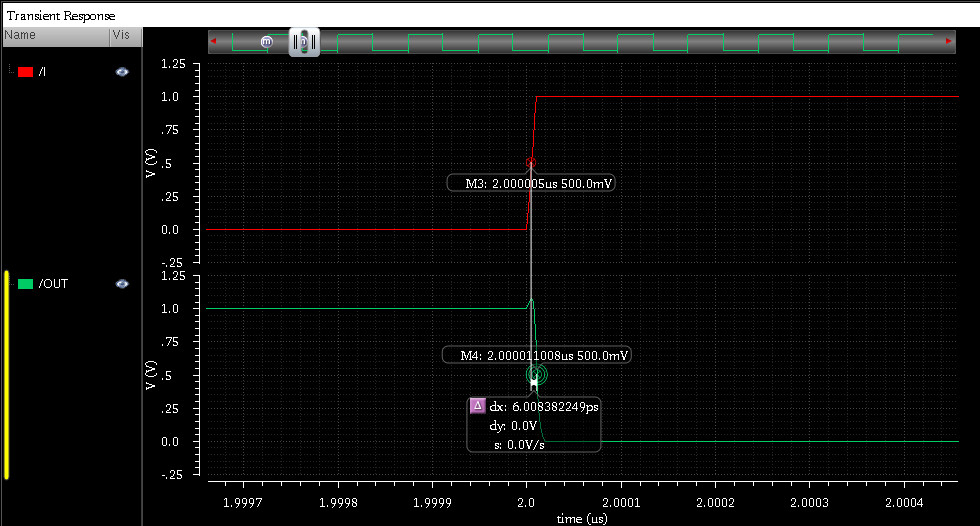 Transient Response
Name Vis
/I
m
1.25
1.0
.75
.5
.25
0.0
-.25
V (V)
M3: 2.000005us 500.0mV
/OUT
1.25
1.0
.75
.5
.25
0.0
-.25
V (V)
M4: 2.000011008us 500.0mV
Δ dx: 6.008382249ps
dy: 0.0V
s: 0.0V/s
1.9997 1.9998 1.9999 2.0 2.0001 2.0002 2.0003 2.0004
time (us)